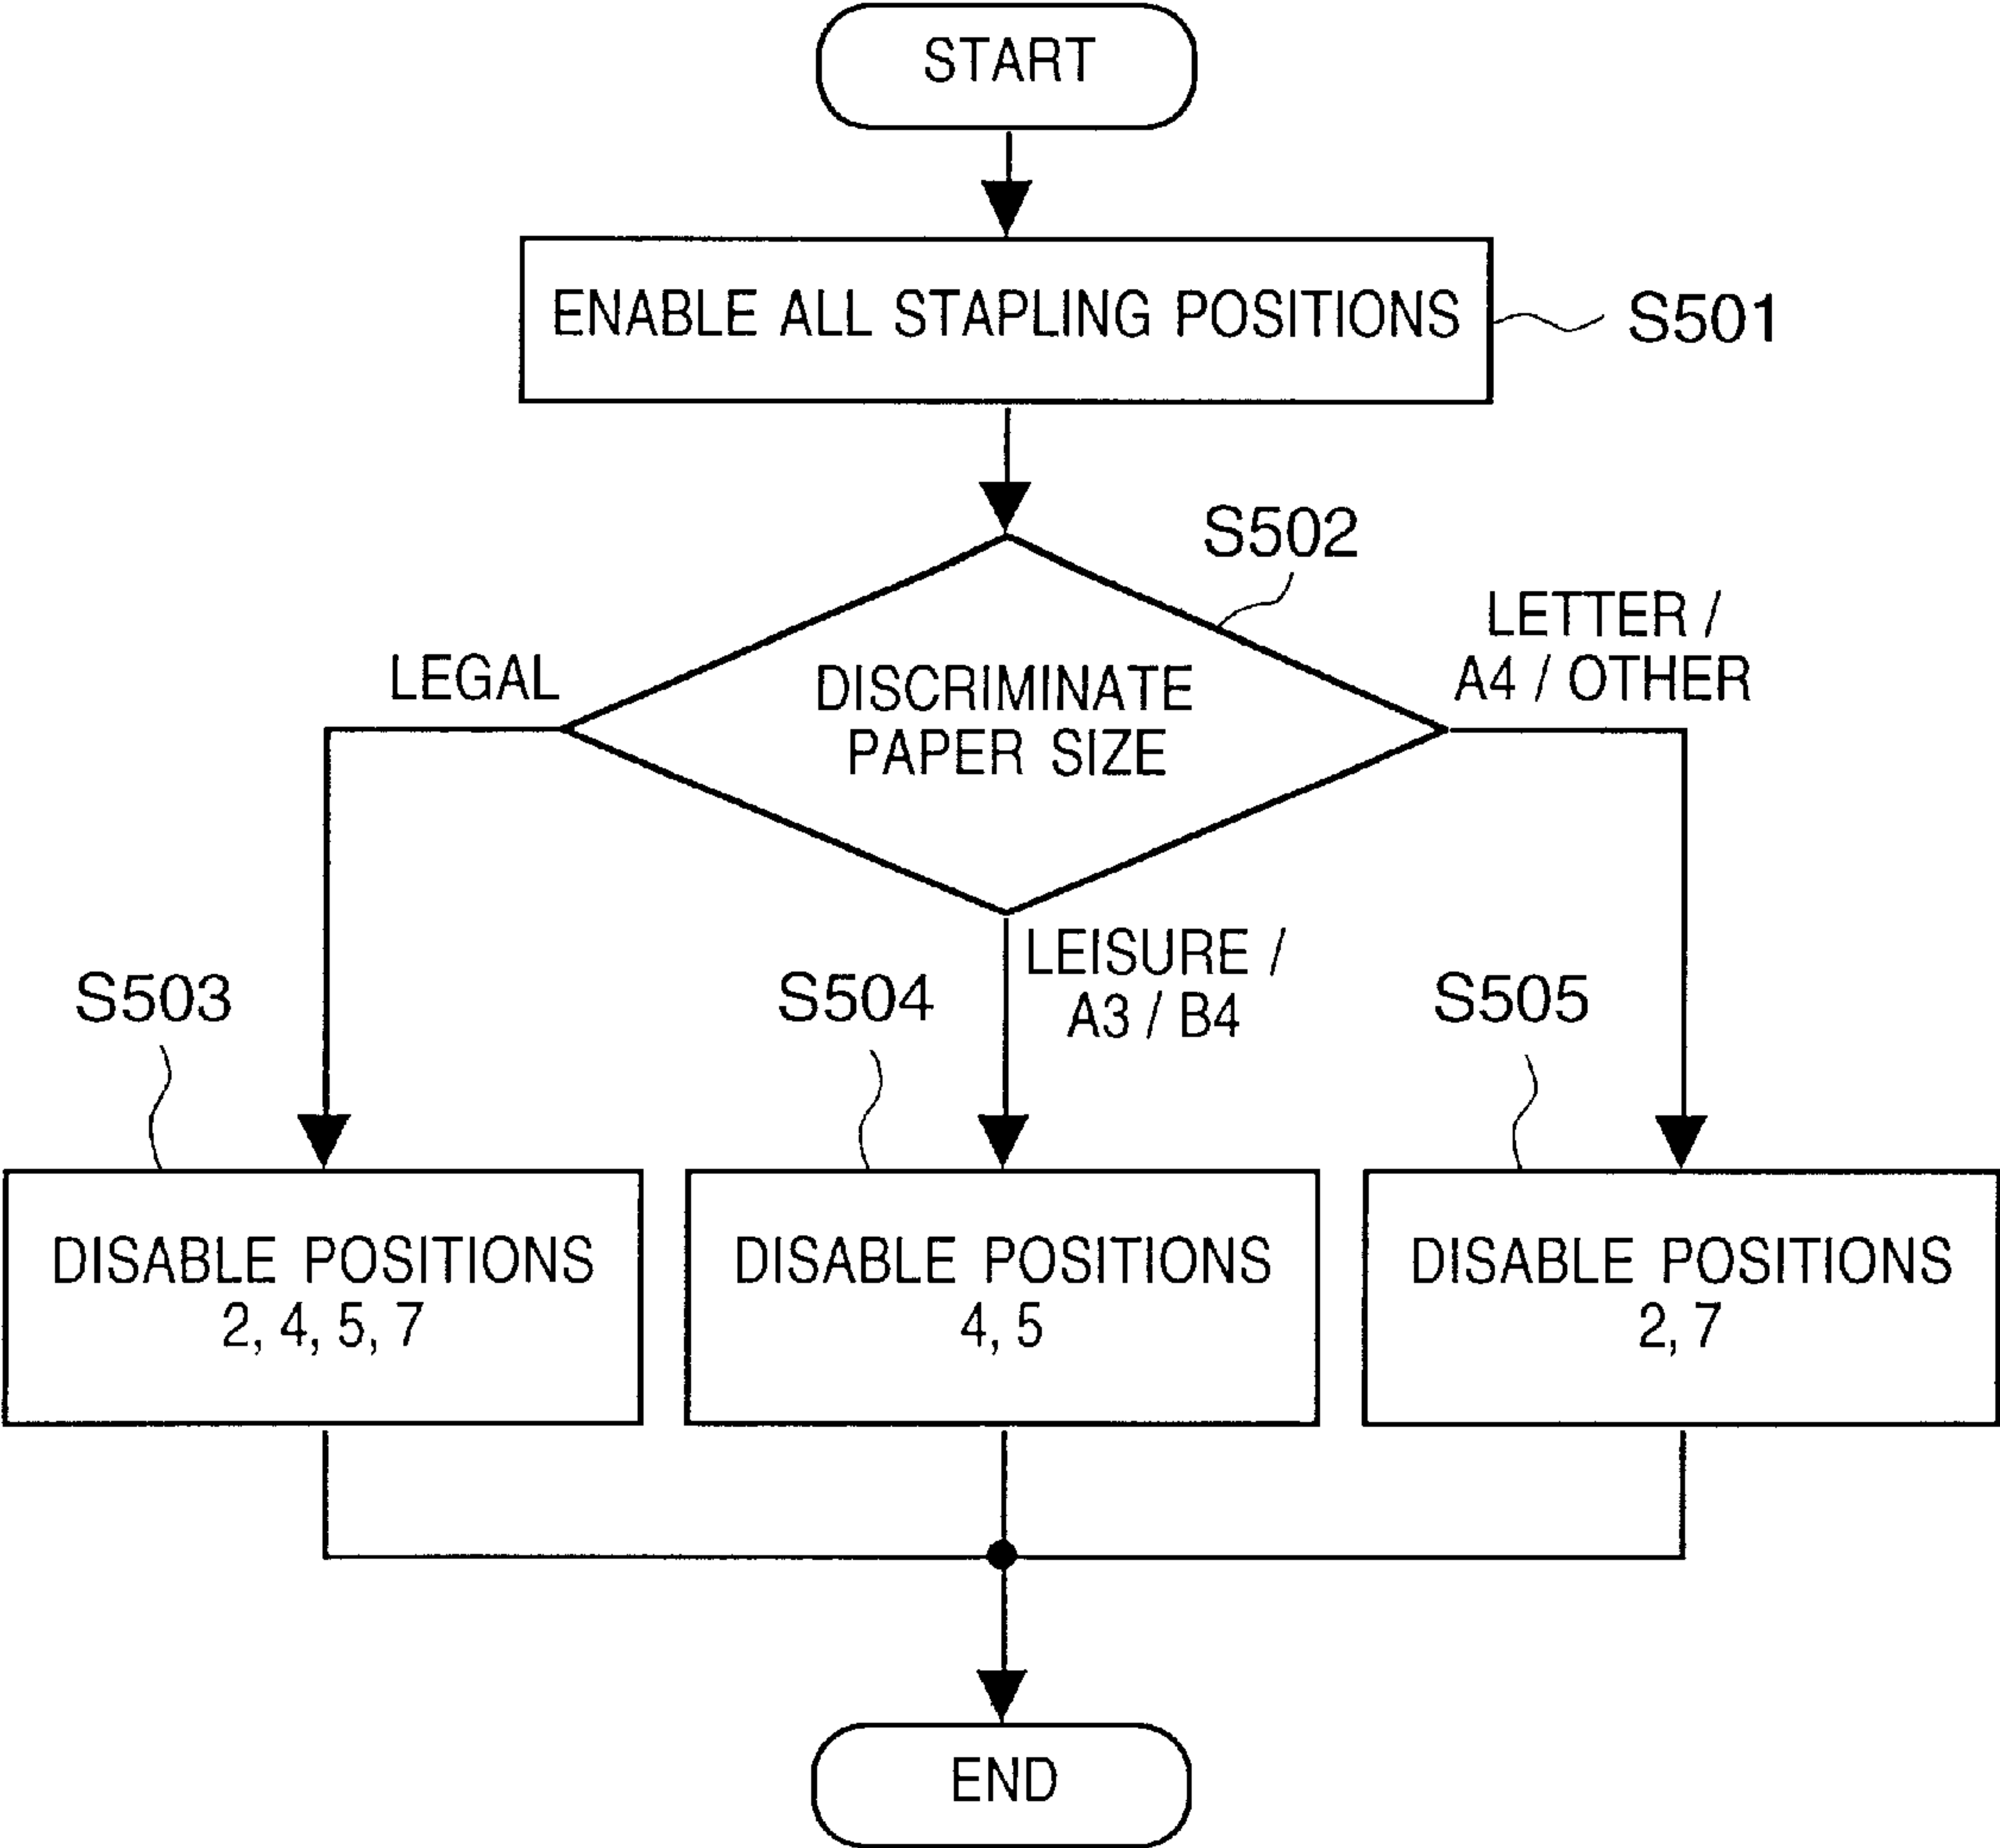 START
ENABLE ALL STAPLING POSITIONS
S501
S502
LETTER /
A4 / OTHER
LEGAL
DISCRIMINATE
PAPER SIZE
LEISURE /
A3 / B4
S503
S504
S505
DISABLE POSITIONS
2, 4, 5, 7
DISABLE POSITIONS
4, 5
DISABLE POSITIONS
2, 7
END